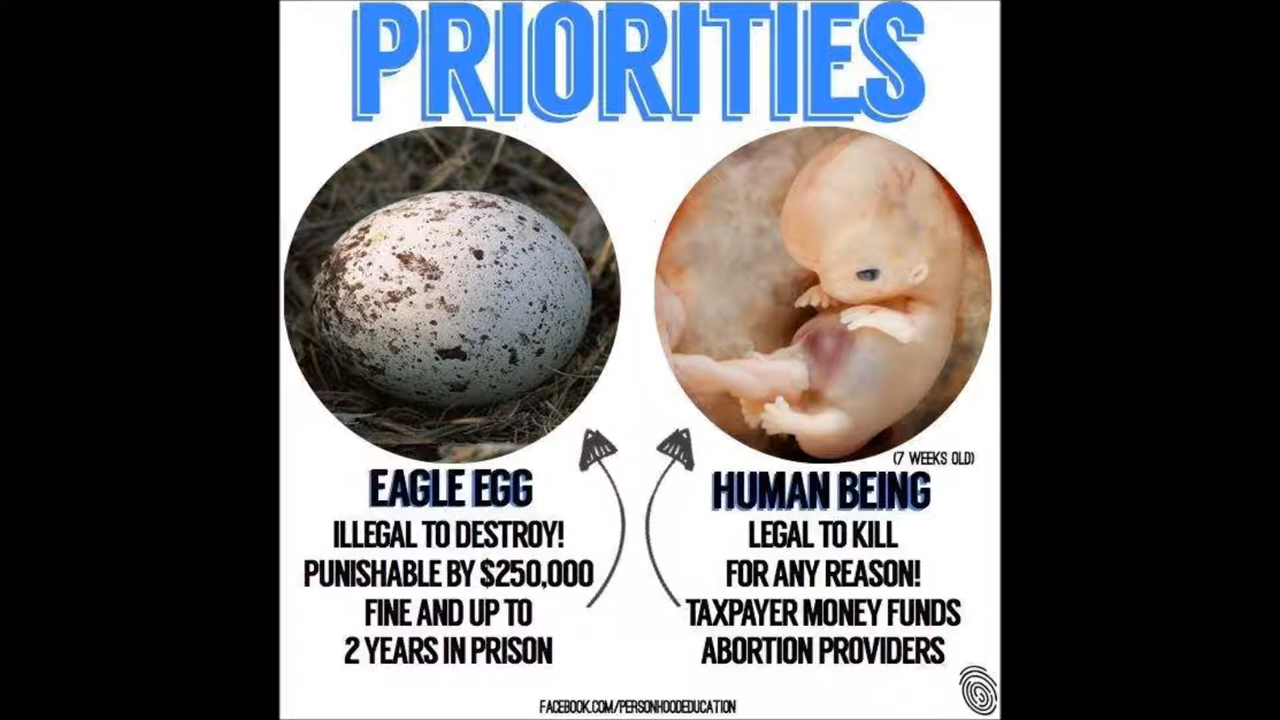 PRIORITIES
(7 WEEKS OLD)
EAGLE EGG
ILLEGAL TO DESTROY!
PUNISHABLE BY $250,000
FINE AND UP TO
2 YEARS IN PRISON
HUMAN BEING
LEGAL TO KILL
FOR ANY REASON!
TAXPAYER MONEY FUNDS
ABORTION PROVIDERS
FACEBOOK.COM/PERSONHOODEDUCATION